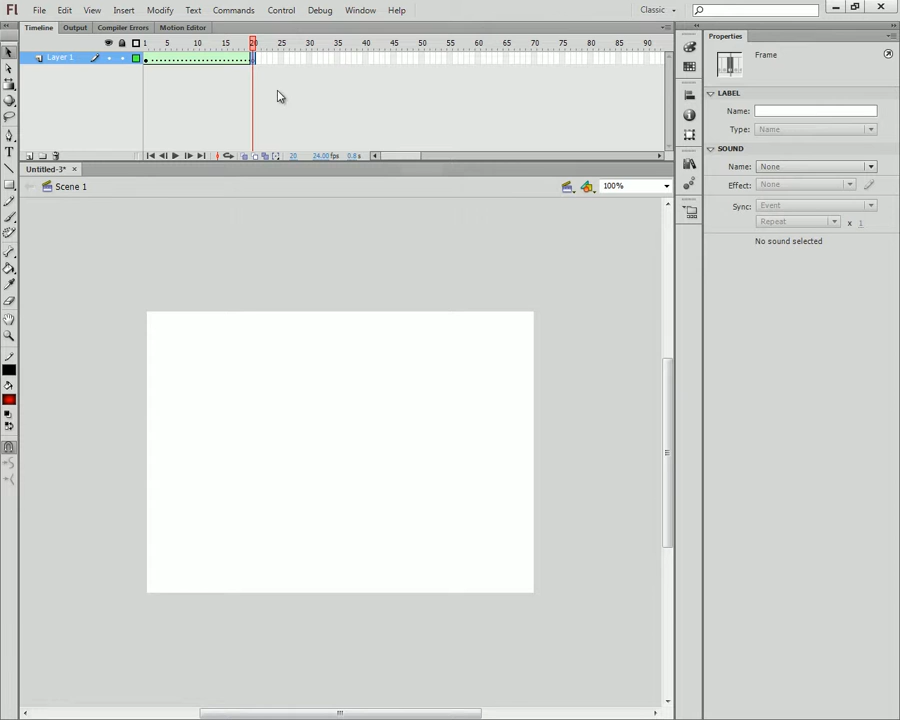 Fl File Edit View Insert Modify Text Commands Control Debug Window Help Classic
Timeline Output Compiler Errors Motion Editor
Properties
1 5 10 15 20 25 30 35 40 45 50 55 60 65 70 75 80 85 90
Layer 1
Frame
LABEL
Name:
Type: Name
SOUND
20 24.00 fps 0.8 s
Name: None
Untitled-3* ×
Effect: None
Scene 1
100%
Sync: Event
Repeat x 1
No sound selected